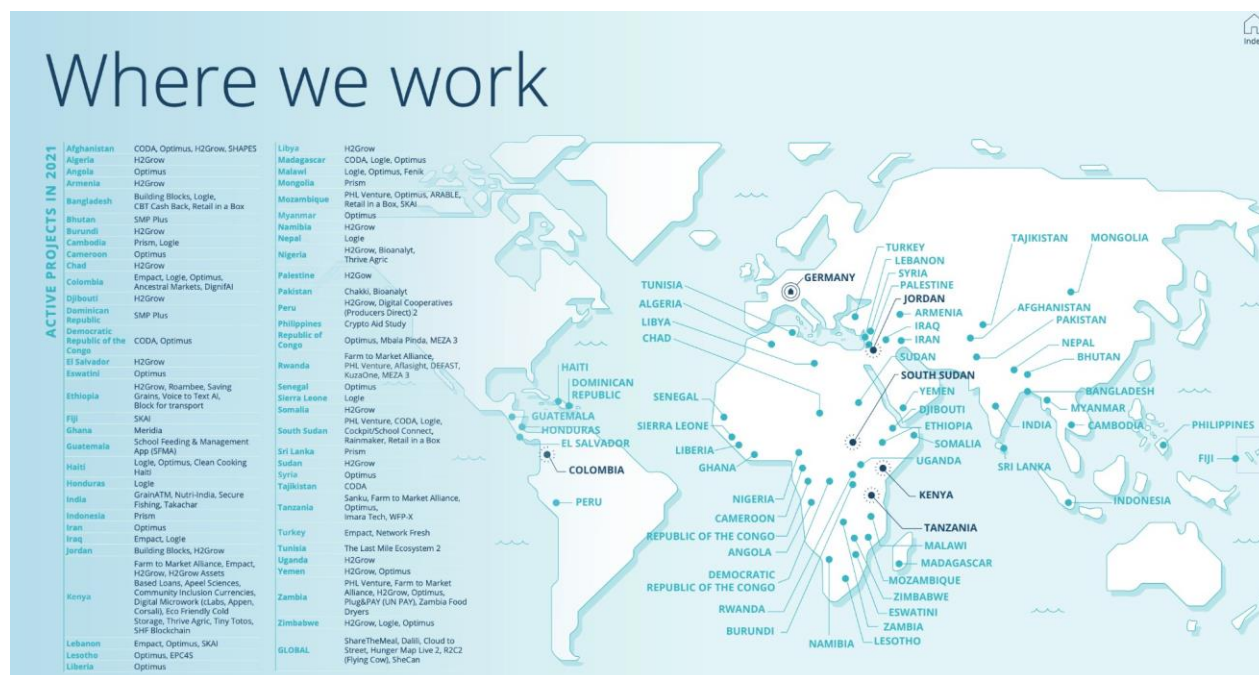 Inde
Where we work
ACTIVE PROJECTS IN 2021
Afghanistan CODA, Optimus, H2Grow, SHAPES
Algeria H2Grow
Angola Optimus
Armenia H2Grow
Bangladesh Building Blocks, Logie,
CBT Cash Back, Retail in a Box
Bhutan SMP Plus
Burundi H2Grow
Cambodia Prism, Logie
Cameroon Optimus
Chad H2Grow
Colombia Empact, Logie, Optimus,
Ancestral Markets, DignifAI
Djibouti H2Grow
Dominican
Republic SMP Plus
Democratic
Republic of the
Congo CODA, Optimus
El Salvador H2Grow
Eswatini Optimus
Ethiopia H2Grow, Roambee, Saving
Grains, Voice to Text AI,
Block for transport
Fiji SKAI
Ghana Meridia
Guatemala School Feeding & Management
App (SFMA)
Haiti Logie, Optimus, Clean Cooking
Haiti
Honduras Logie
India GrainATM, Nutri-India, Secure
Fishing, Takachar
Indonesia Prism
Iran Optimus
Iraq Empact, Logie
Jordan Building Blocks, H2Grow
Kenya Farm to Market Alliance, Empact,
H2Grow, H2Grow Assets
Based Loans, Apeel Sciences,
Community Inclusion Currencies,
Digital Microwork (cLabs, Appen,
Corsali), Eco Friendly Cold
Storage, Thrive Agric, Tiny Totos,
SHF Blockchain
Lebanon Empact, Optimus, SKAI
Lesotho Optimus, EPC4S
Liberia Optimus
Libya H2Grow
Madagascar CODA, Logie, Optimus
Malawi Logie, Optimus, Fenik
Mongolia Prism
Mozambique PHL Venture, Optimus, ARABLE,
Retail in a Box, SKAI
Myanmar Optimus
Namibia H2Grow
Nepal Logie
Nigeria H2Grow, Bioanalyt,
Thrive Agric
Palestine H2Gow
Pakistan Chakki, Bioanalyt
Peru H2Grow, Digital Cooperatives
(Producers Direct) 2
Philippines Crypto Aid Study
Republic of
Congo Optimus, Mbala Pinda, MEZA 3
Rwanda Farm to Market Alliance,
PHL Venture, Aflasight, DEFAST,
KuzaOne, MEZA 3
Senegal Optimus
Sierra Leone Logie
Somalia H2Grow
South Sudan PHL Venture, CODA, Logie,
Cockpit/School Connect,
Rainmaker, Retail in a Box
Sri Lanka Prism
Sudan H2Grow
Syria Optimus
Tajikistan CODA
Tanzania Sanku, Farm to Market Alliance,
Optimus,
Imara Tech, WFP-X
Turkey Empact, Network Fresh
Tunisia The Last Mile Ecosystem 2
Uganda H2Grow
Yemen H2Grow, Optimus
Zambia PHL Venture, Farm to Market
Alliance, H2Grow, Optimus,
Plug&PAY (UN PAY), Zambia Food
Dryers
Zimbabwe H2Grow, Logie, Optimus
GLOBAL ShareTheMeal, Dalili, Cloud to
Street, Hunger Map Live 2, R2C2
(Flying Cow), SheCan
HAITI
DOMINICAN
REPUBLIC
GUATEMALA
HONDURAS
EL SALVADOR
COLOMBIA
PERU
TUNISIA
ALGERIA
LIBYA
CHAD
SENEGAL
SIERRA LEONE
LIBERIA
GHANA
NIGERIA
CAMEROON
REPUBLIC OF THE CONGO
ANGOLA
DEMOCRATIC
REPUBLIC OF THE CONGO
RWANDA
BURUNDI
NAMIBIA
GERMANY
TURKEY
LEBANON
SYRIA
PALESTINE
JORDAN
ARMENIA
IRAQ
IRAN
SUDAN
SOUTH SUDAN
YEMEN
DJIBOUTI
ETHIOPIA
SOMALIA
UGANDA
KENYA
TANZANIA
MALAWI
MADAGASCAR
MOZAMBIQUE
ZIMBABWE
ESWATINI
ZAMBIA
LESOTHO
TAJIKISTAN
MONGOLIA
AFGHANISTAN
PAKISTAN
NEPAL
BHUTAN
BANGLADESH
MYANMAR
INDIA
CAMBODIA
SRI LANKA
PHILIPPINES
FIJI
INDONESIA